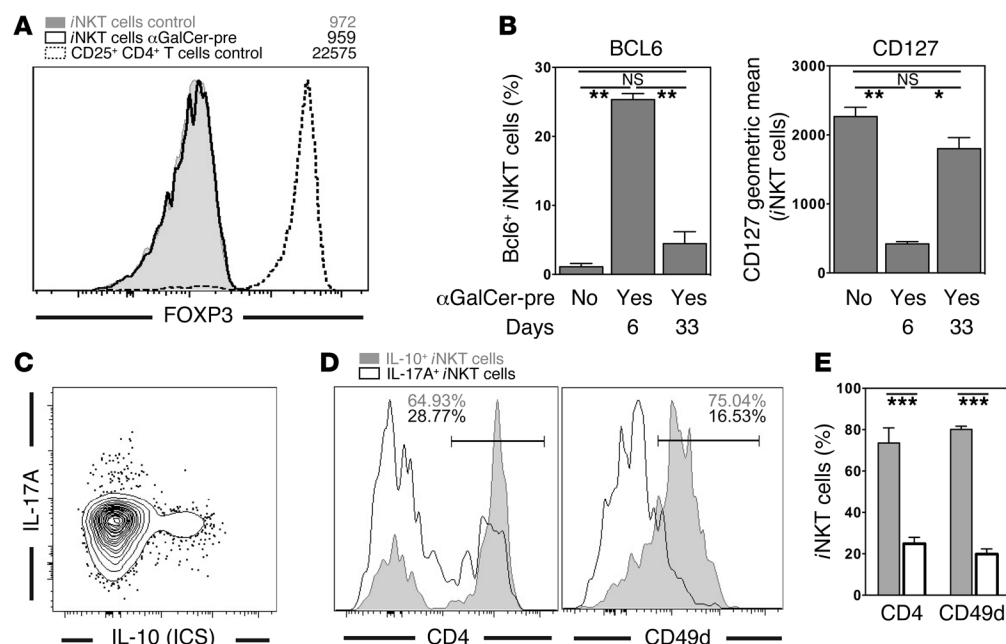 A
iNKT cells control 972
iNKT cells αGalCer-pre 959
CD25+ CD4+ T cells control 22575
FOXP3
B
BCL6
Bcl6+ iNKT cells (%)
30
20
10
0
NS
** **
αGalCer-pre No Yes Yes
Days 6 33
CD127
CD127 geometric mean
(iNKT cells)
3000
2000
1000
0
NS
** *
No Yes Yes
6 33
C
IL-17A
IL-10 (ICS)
D
IL-10+ iNKT cells
IL-17A+ iNKT cells
64.93%
28.77%
CD4
75.04%
16.53%
CD49d
E
iNKT cells (%)
100
80
60
40
20
0
*** ***
CD4 CD49d